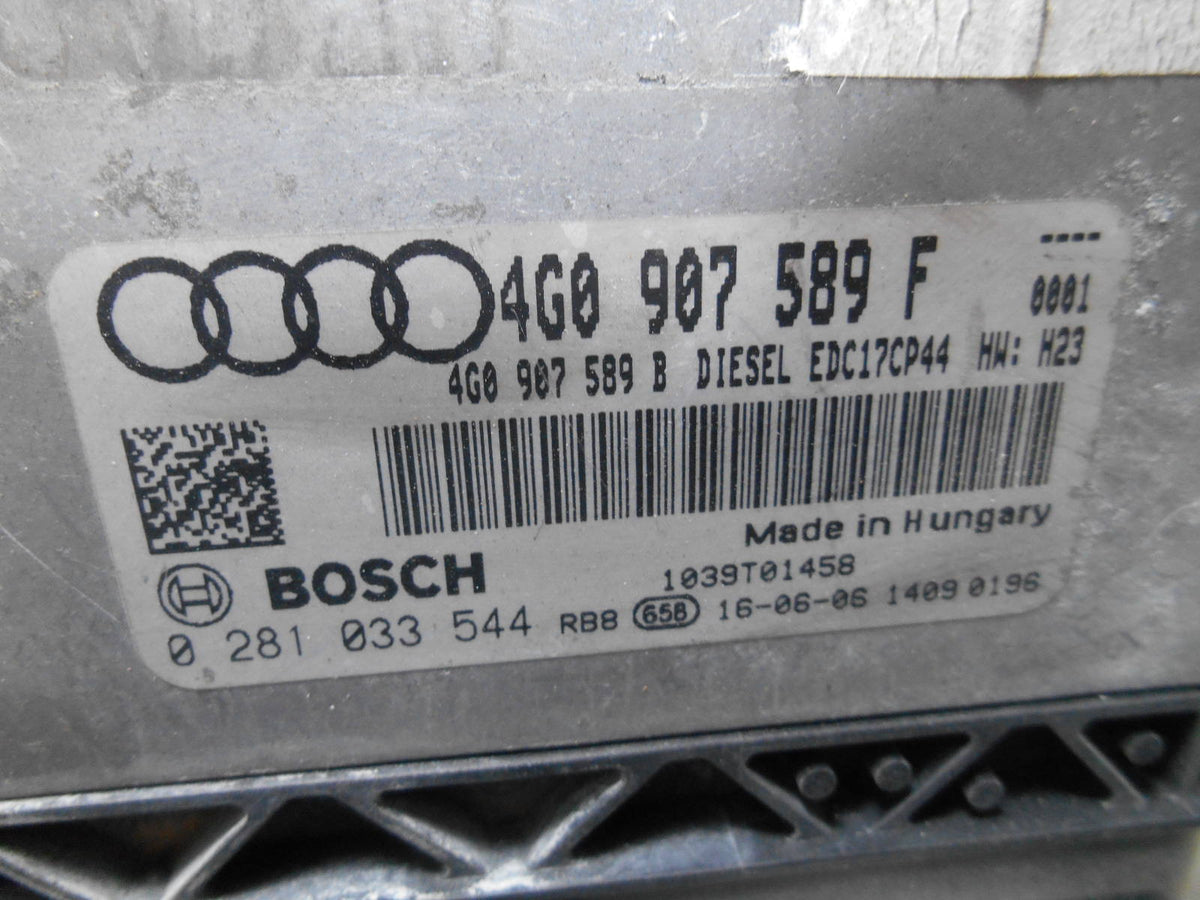 4G0 907 589 F
----
0001
4G0 907 589 B DIESEL EDC17CP44 HW: H23
Made in Hungary
BOSCH
1039T01458
0 281 033 544 RB8 658 16-06-06 1409 0196